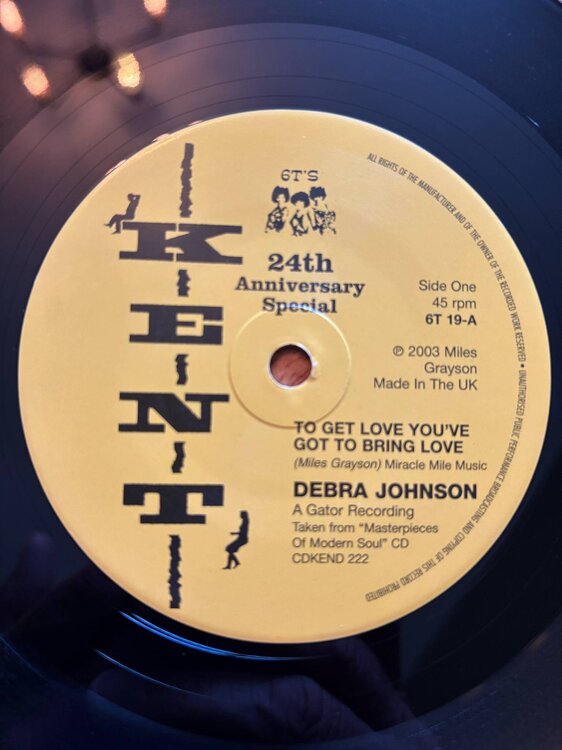 6T'S
24th
Anniversary
Special
KENT
Side One
45 rpm
6T 19-A
℗ 2003 Miles
Grayson
Made In The UK
TO GET LOVE YOU'VE
GOT TO BRING LOVE
(Miles Grayson) Miracle Mile Music
DEBRA JOHNSON
A Gator Recording
Taken from "Masterpieces
Of Modern Soul" CD
CDKEND 222
ALL RIGHTS OF THE MANUFACTURER AND OF THE OWNER OF THE RECORDED WORK RESERVED • UNAUTHORISED PUBLIC PERFORMANCE BROADCASTING AND COPYING OF THIS RECORD PROHIBITED